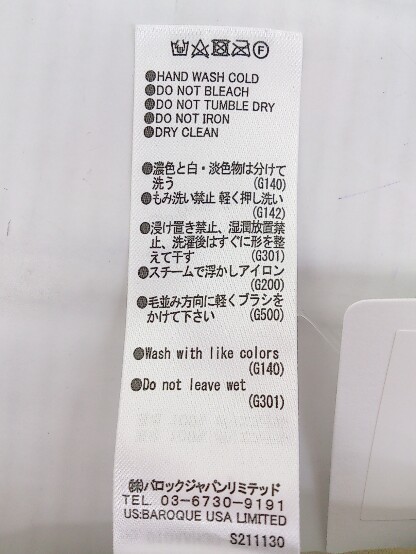 ●HAND WASH COLD
●DO NOT BLEACH
●DO NOT TUMBLE DRY
●DO NOT IRON
●DRY CLEAN
●濃色と白・淡色物は分けて
洗う (G140)
●もみ洗い禁止 軽く押し洗い
(G142)
●浸け置き禁止、湿潤放置禁
止、洗濯後はすぐに形を整
えて干す (G301)
●スチームで浮かしアイロン
(G200)
●毛並み方向に軽くブラシを
かけて下さい (G500)
●Wash with like colors
(G140)
●Do not leave wet
(G301)
㈱バロックジャパンリミテッド
TEL. 03-6730-9191
US:BAROQUE USA LIMITED
S211130